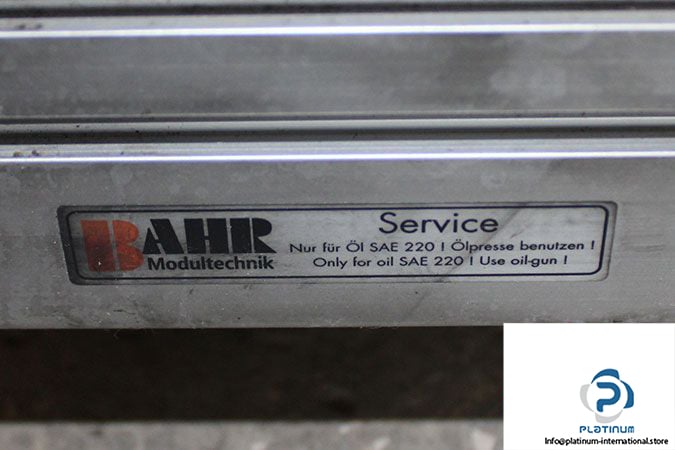 BAHR
Modultechnik
Service
Nur für Öl SAE 220 ! Ölpresse benutzen !
Only for oil SAE 220 ! Use oil-gun !
PLATINUM
Info@platinum-international.store